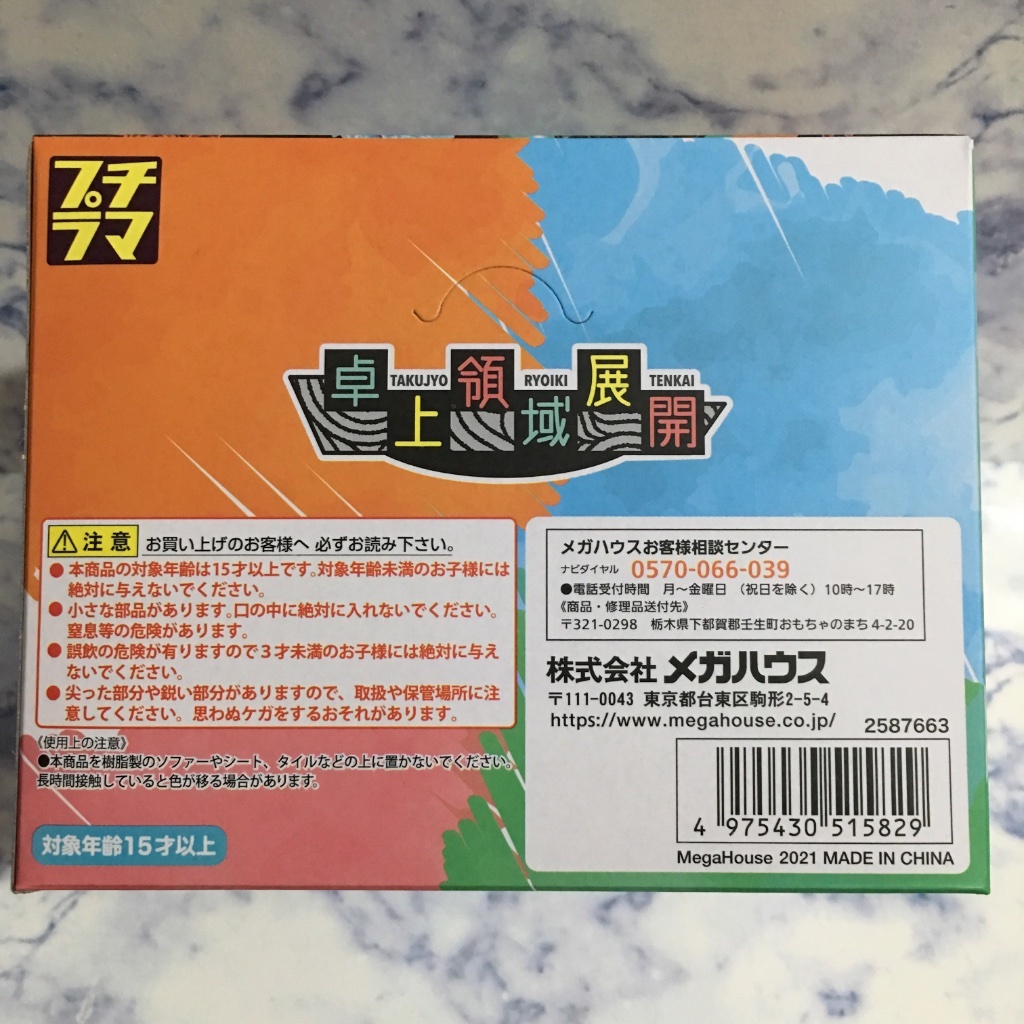 プチ
ラマ
卓上領域展開
TAKUJYO RYOIKI TENKAI
注意 お買い上げのお客様へ 必ずお読み下さい。
●本商品の対象年齢は15才以上です。対象年齢未満のお子様には
絶対に与えないでください。
●小さな部品があります。口の中に絶対に入れないでください。
窒息等の危険があります。
●誤飲の危険が有りますので3才未満のお子様には絶対に与え
ないでください。
●尖った部分や鋭い部分がありますので、取扱や保管場所に注
意してください。思わぬケガをするおそれがあります。
《使用上の注意》
●本商品を樹脂製のソファーやシート、タイルなどの上に置かないでください。
長時間接触していると色が移る場合があります。
対象年齢15才以上
メガハウスお客様相談センター
ナビダイヤル 0570-066-039
●電話受付時間 月〜金曜日 (祝日を除く) 10時〜17時
《商品・修理品送付先》
〒321-0298 栃木県下都賀郡壬生町おもちゃのまち4-2-20
株式会社 メガハウス
〒111-0043 東京都台東区駒形2-5-4
https://www.megahouse.co.jp/
2587663
4 975430 515829
MegaHouse 2021 MADE IN CHINA